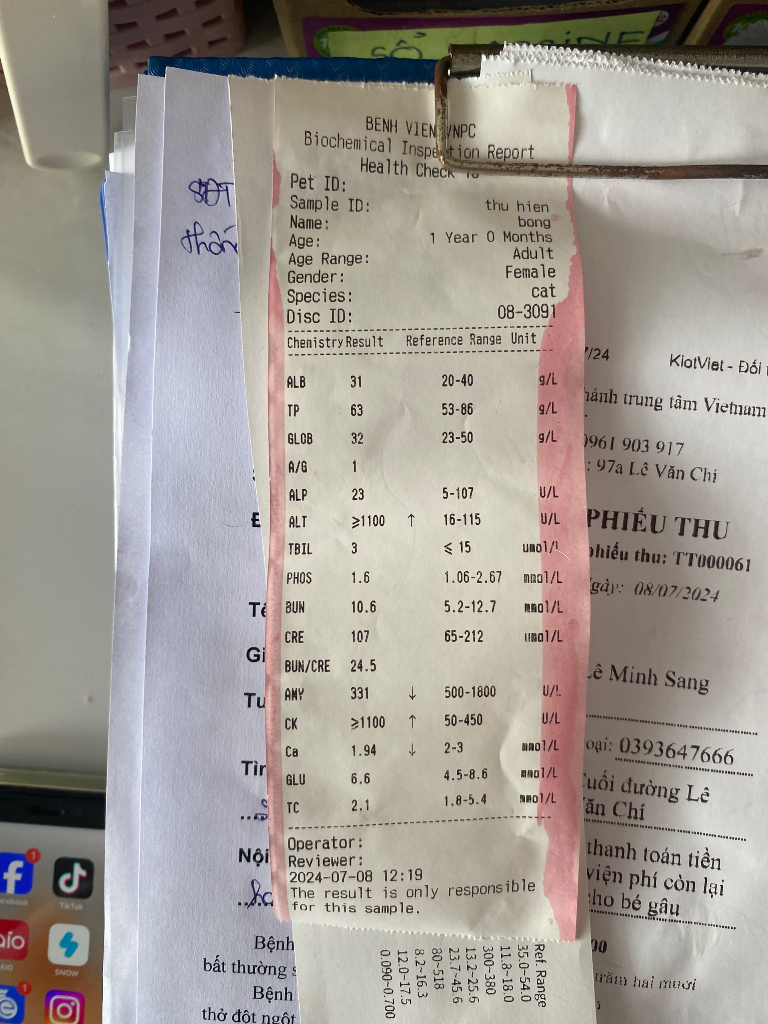 SỔ
SĐT
BENH VIEN
Biochemical Inspection Report
Health Check
Pet ID:
Sample ID: thu hien
Name: bong
Age: 1 Year 0 Months
Age Range: Adult
Gender: Female
Species: cat
Disc ID: 08-3091
Chemistry Result Reference Range Unit
ALB 31 20-40 g/L
TP 63 53-86 g/L
GLOB 32 23-50 g/L
A/G 1
ALP 23 5-107 U/L
ALT ≥1100 ↑ 16-115 U/L
TBIL 3 ≤ 15 umol/L
PHOS 1.6 1.06-2.67 mmol/L
BUN 10.6 5.2-12.7 mmol/L
CRE 107 65-212 umol/L
BUN/CRE 24.5
AMY 331 ↓ 500-1800 U/L
CK ≥1100 ↑ 50-450 U/L
Ca 1.94 ↓ 2-3 mmol/L
GLU 6.6 4.5-8.6 mmol/L
TC 2.1 1.8-5.4 mmol/L
Operator:
Reviewer:
2024-07-08 12:19
The result is only responsible
for this sample.
Ref. Range
35.0-54.0
11.8-18.0
300-380
13.2-25.6
23.7-45.6
80-518
8.2-16.3
12.0-17.5
0.090-0.700
/24
KiotViet - Đối
hánh trung tâm Vietnam
0961 903 917
: 97a Lê Văn Chí
PHIẾU THU
phiếu thu: TT000061
gày: 08/07/2024
Lê Minh Sang
oại: 0393647666
Cuối đường Lê
Văn Chí
thanh toán tiền
viện phí còn lại
cho bé gâu
00
trăm hai mươi
Tê
Gi
Tu
Tìn
Nội
Bệnh
bất thường
Bệnh
thở đột ngột
facebook
TikTok
SNOW